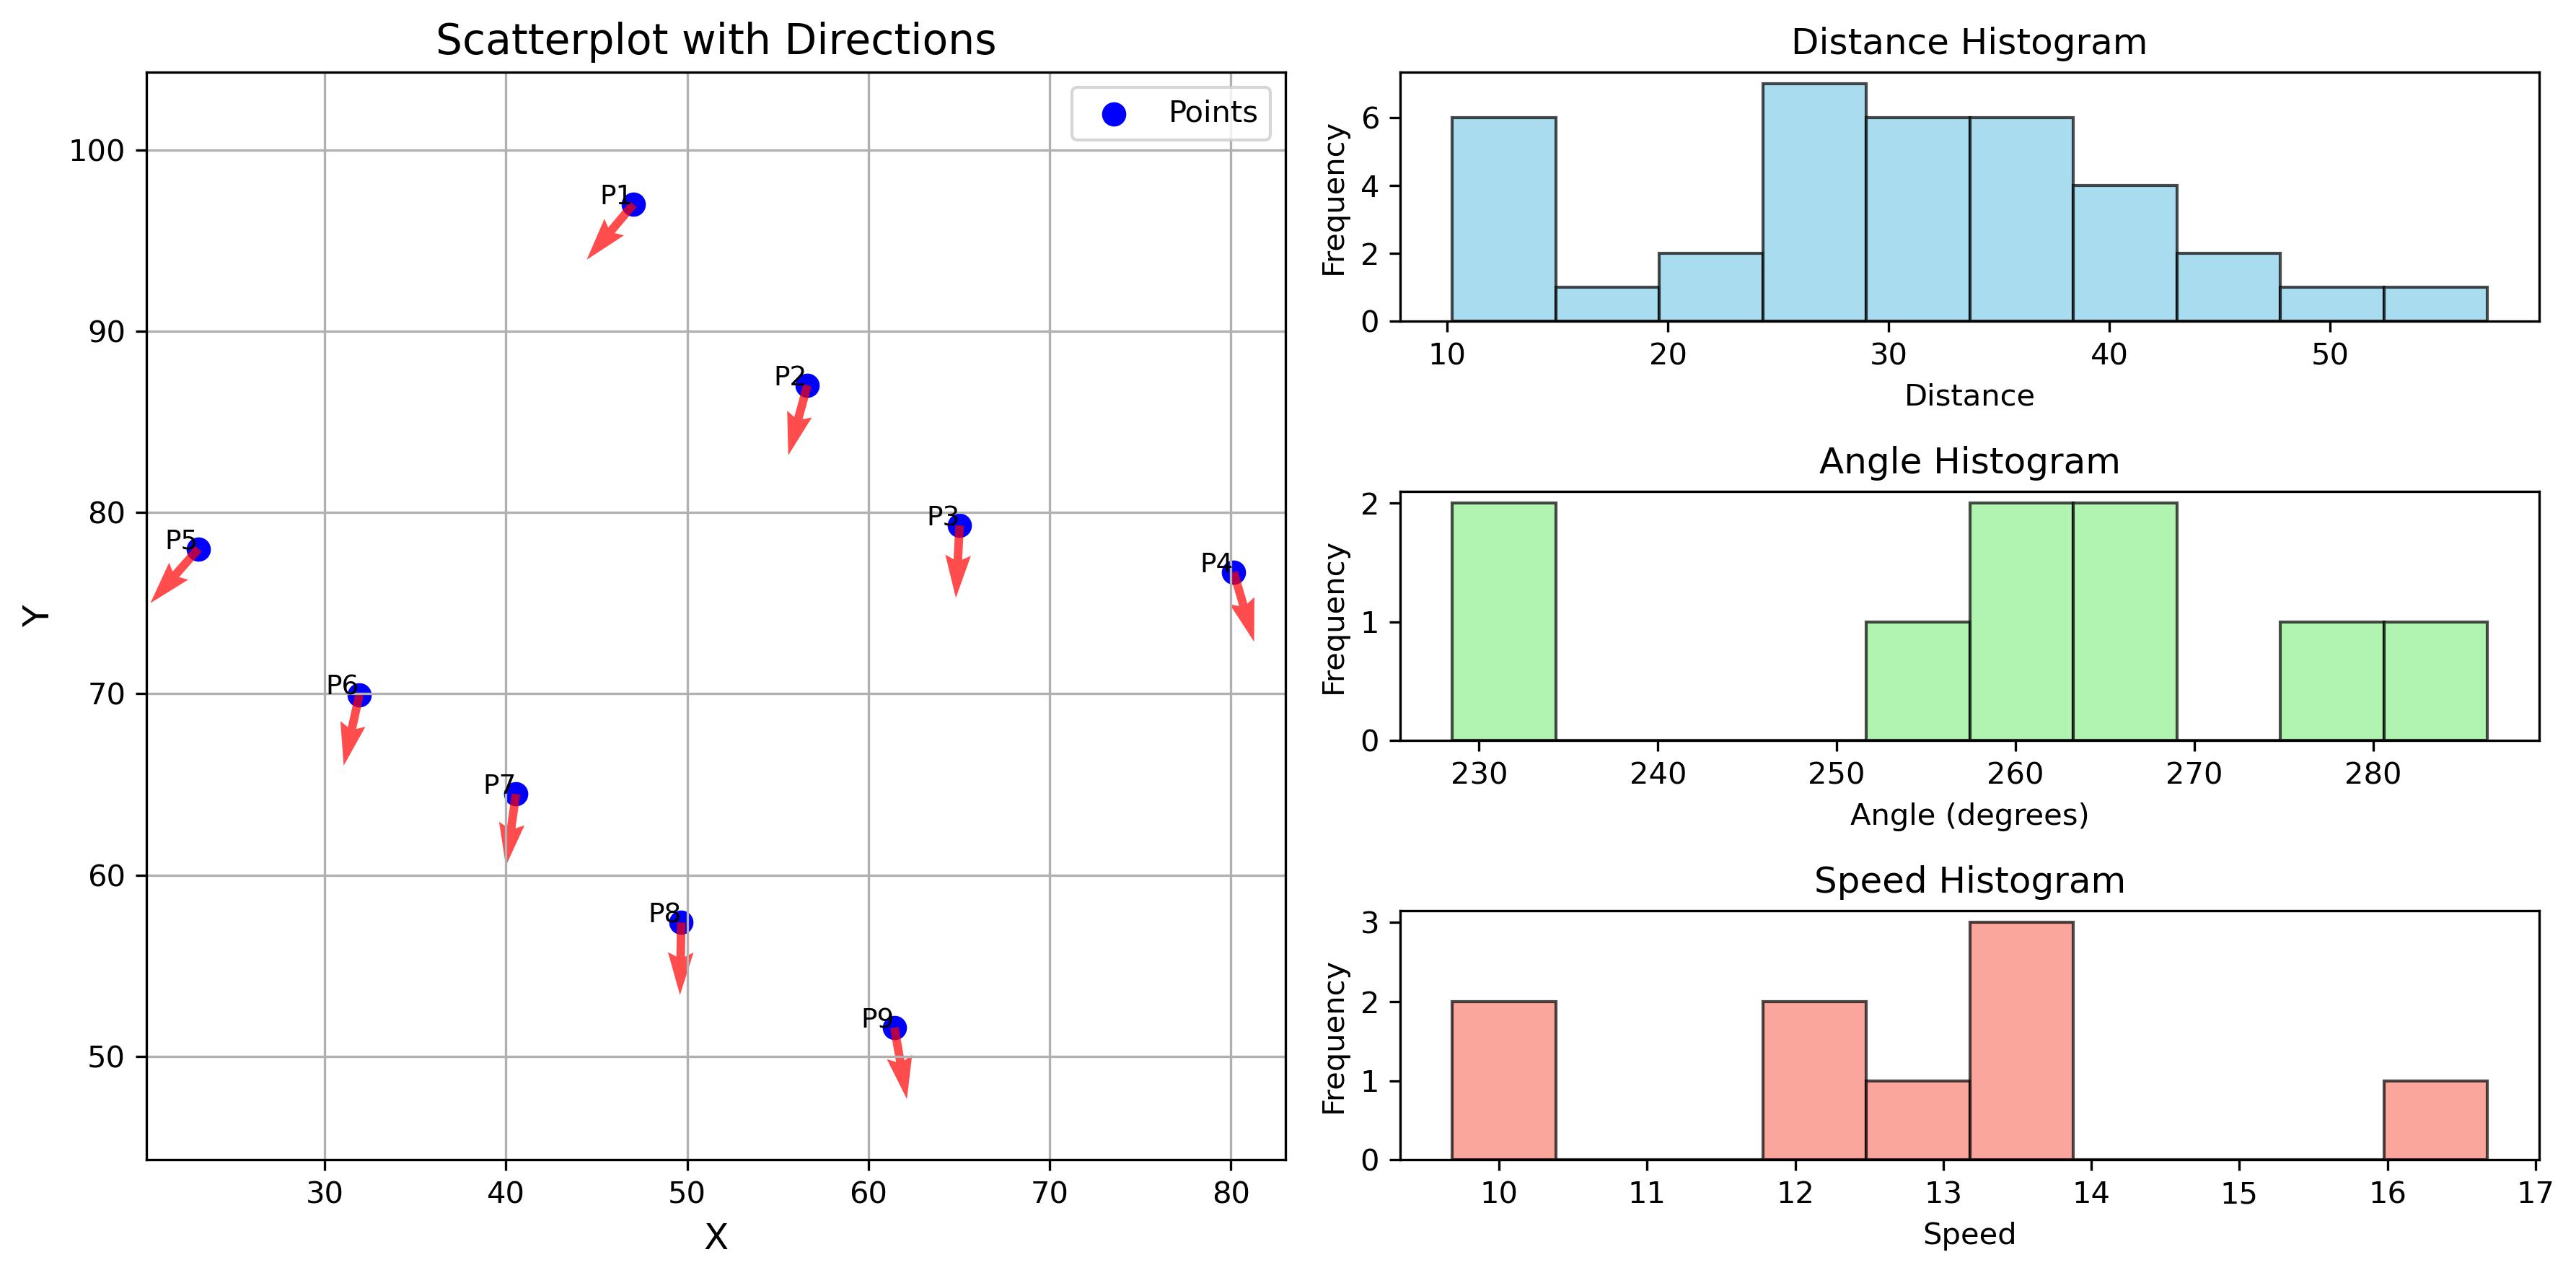 Scatterplot with Directions
Points
P1
P2
P3
P4
P5
P6
P7
P8
P9
100
90
80
70
60
50
Y
30 40 50 60 70 80
X
Distance Histogram
Frequency
6
4
2
0
10 20 30 40 50
Distance
Angle Histogram
Frequency
2
1
0
230 240 250 260 270 280
Angle (degrees)
Speed Histogram
Frequency
3
2
1
0
10 11 12 13 14 15 16 17
Speed